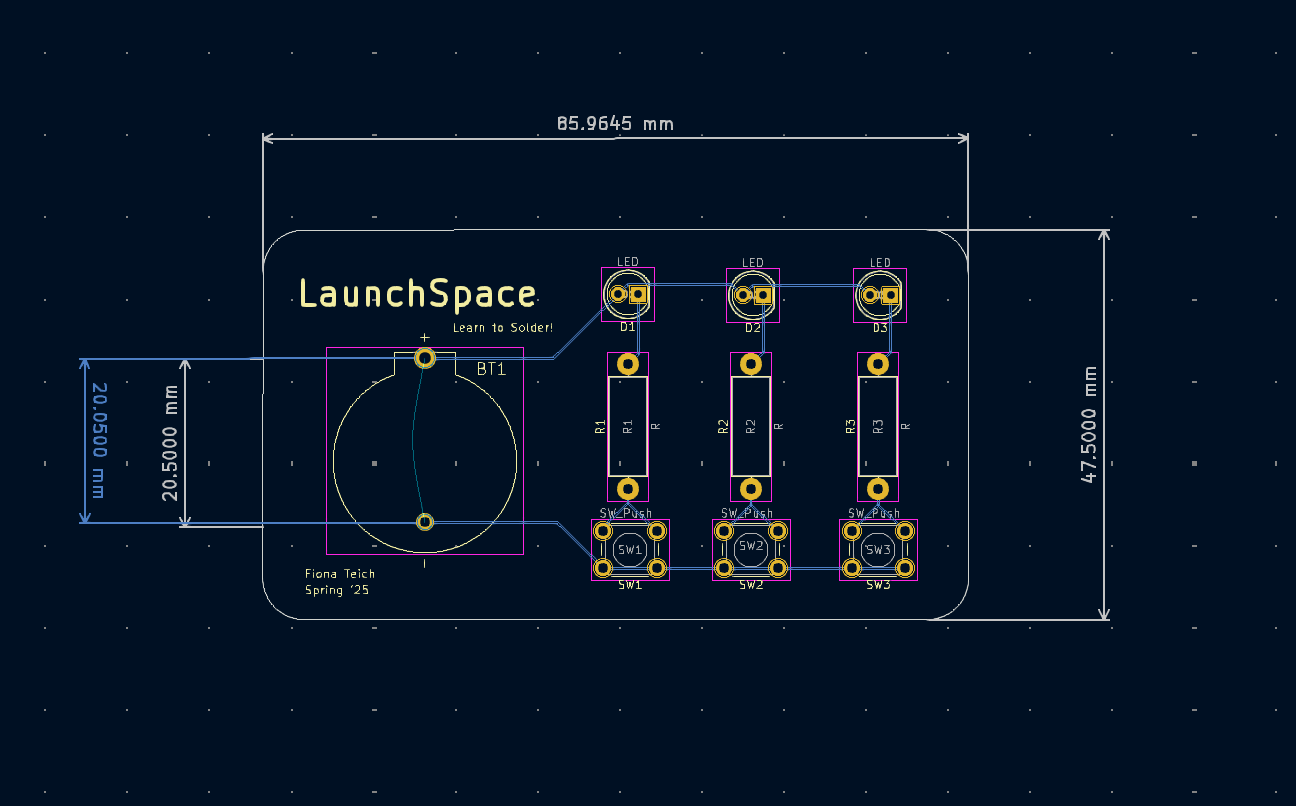 85.9645 mm
LED
LED
LED
LaunchSpace
Learn to Solder!
D1
D2
D3
+
BT1
20.0500 mm
20.5000 mm
47.5000 mm
R1
R1
R
R2
R2
R
R3
R3
R
SW_Push
SW_Push
SW_Push
SW1
SW2
SW3
-
Fiona Teich
Spring '25
SW1
SW2
SW3